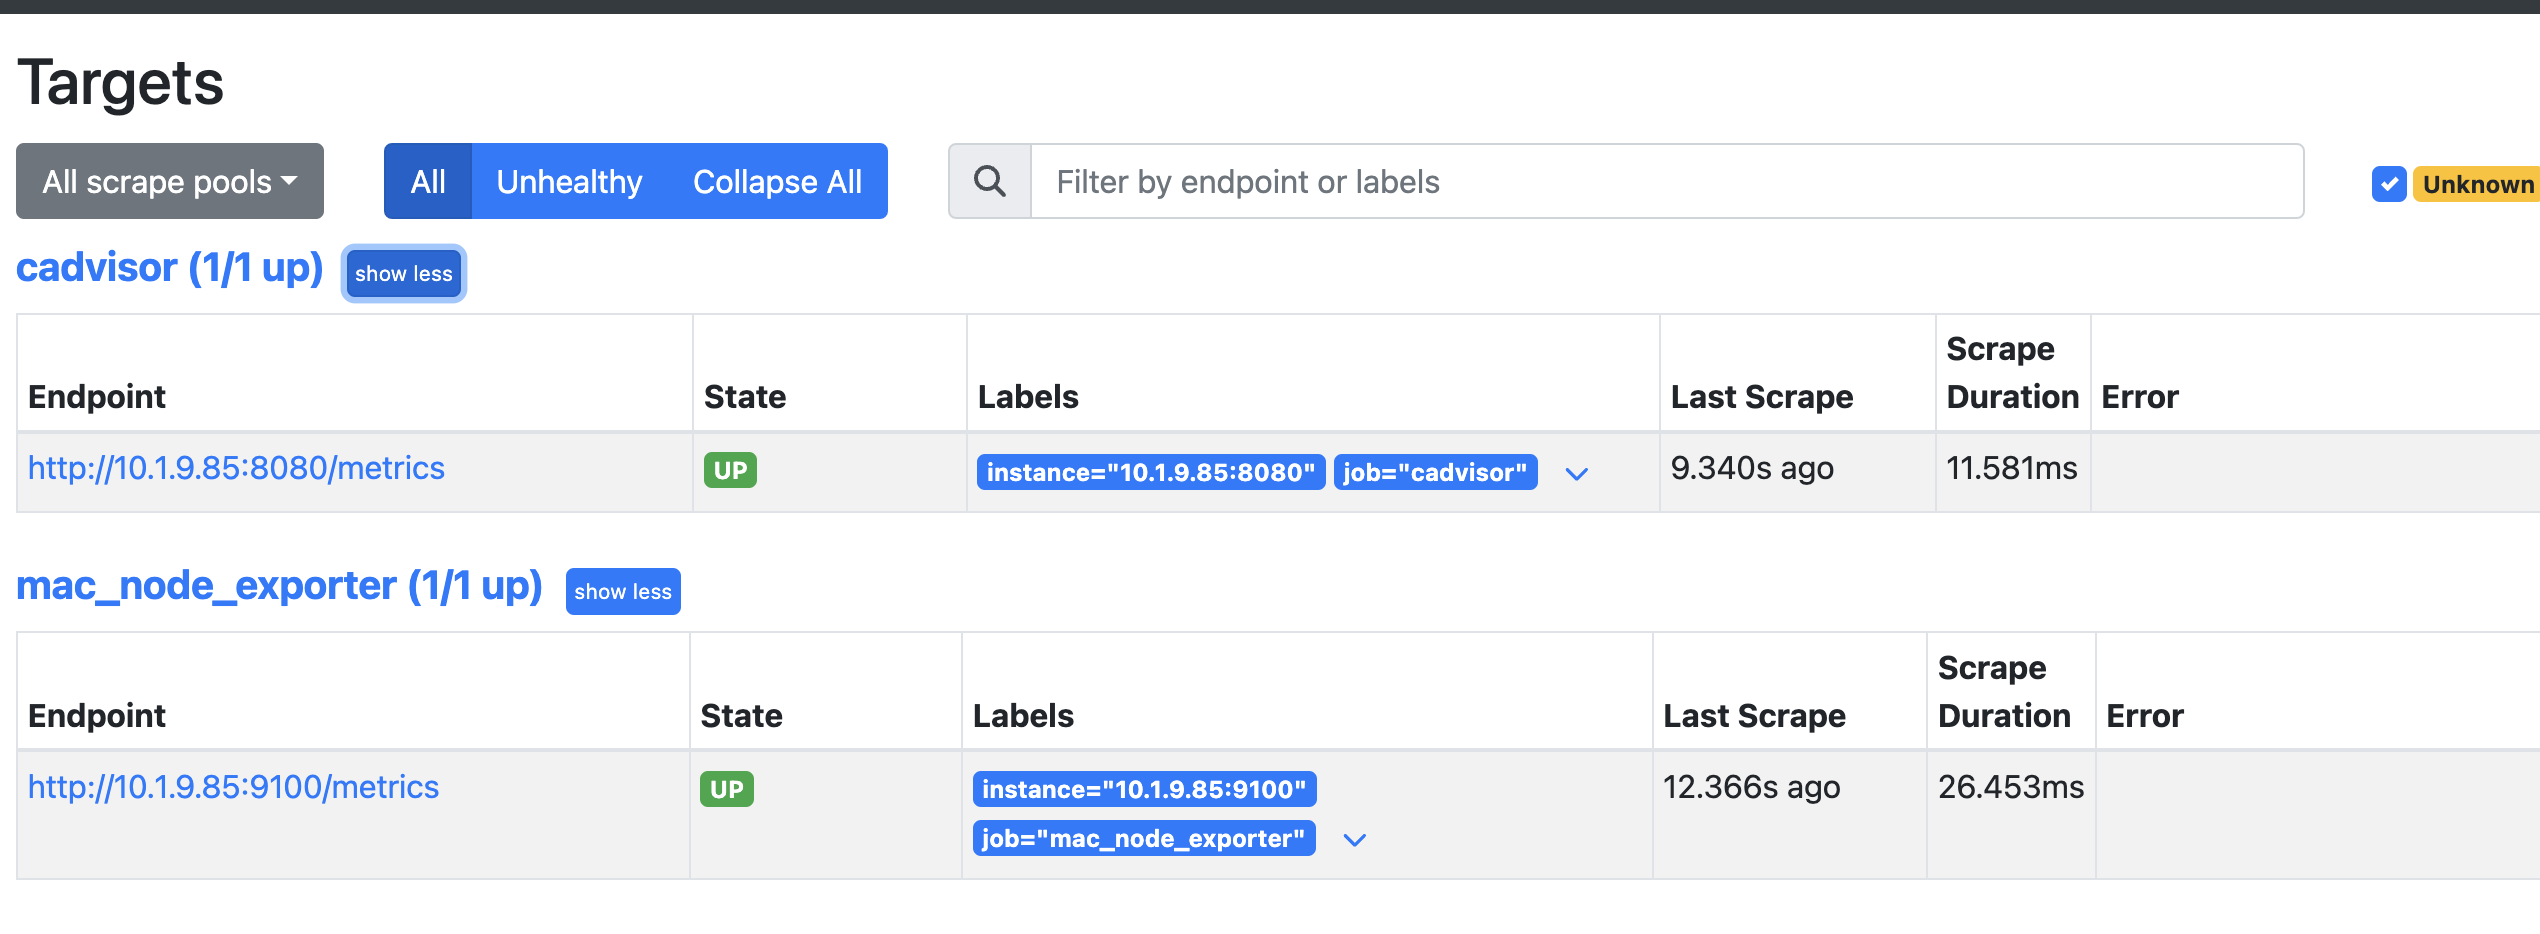 Targets
All scrape pools
All Unhealthy Collapse All
Filter by endpoint or labels
Unknown
cadvisor (1/1 up) show less
Endpoint State Labels Last Scrape Scrape Duration Error
http://10.1.9.85:8080/metrics UP instance="10.1.9.85:8080" job="cadvisor" 9.340s ago 11.581ms
mac_node_exporter (1/1 up) show less
Endpoint State Labels Last Scrape Scrape Duration Error
http://10.1.9.85:9100/metrics UP instance="10.1.9.85:9100" 12.366s ago 26.453ms
job="mac_node_exporter"